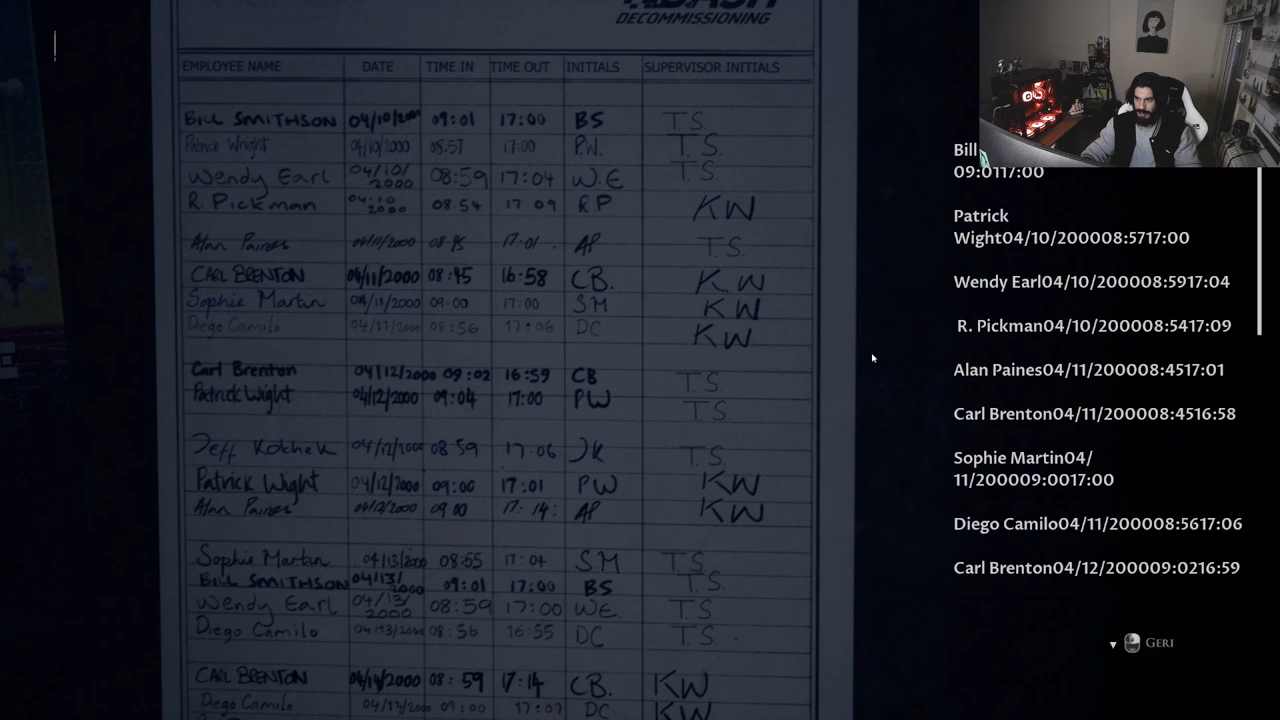 DECOMMISSIONING
EMPLOYEE NAME DATE TIME IN TIME OUT INITIALS SUPERVISOR INITIALS
BILL SMITHSON 04/10/2000 09:01 17:00 BS T.S.
Patrick Wright 04/10/2000 08:57 17:00 P.W. T.S.
Wendy Earl 04/10/2000 08:59 17:04 W.E T.S.
R. Pickman 04-10 2000 08:54 17:09 R.P KW
Alan Paines 04/11/2000 17:01 AP T.S.
CARL BRENTON 04/11/2000 08:45 16:58 CB. K.W
Sophie Martin 04/11/2000 09:00 17:00 SM KW
Diego Camilo 04/11/2000 08:56 17:06 DC KW
Carl Brenton 04/12/2000 09:02 16:59 CB T.S.
Patrick Wight 04/12/2000 09:04 17:00 PW T.S.
Jeff 04/12/2000 08:59 17:06 JK T.S.
Patrick Wight 04/12/2000 09:00 17:01 PW KW
Alan Paines 04/12/2000 09 00 17:14: AP KW
Sophie Martin 04/13/2000 08:55 17:04 SM T.S.
BILL SMITHSON 04/13/2000 09:01 17:00 BS T.S.
Wendy Earl 04/13/2000 08:59 17:00 WE. T.S.
Diego Camilo 04/13/2000 08:56 16:55 DC T.S.
CARL BRENTON 04/14/2000 08:59 17:14 CB. KW
Diego Camilo 09:00 17:07 DC KW
Bill
09:0117:00
Patrick
Wight04/10/200008:5717:00
Wendy Earl04/10/200008:5917:04
R. Pickman04/10/200008:5417:09
Alan Paines04/11/200008:4517:01
Carl Brenton04/11/200008:4516:58
Sophie Martin04/
11/200009:0017:00
Diego Camilo04/11/200008:5617:06
Carl Brenton04/12/200009:0216:59
GERI